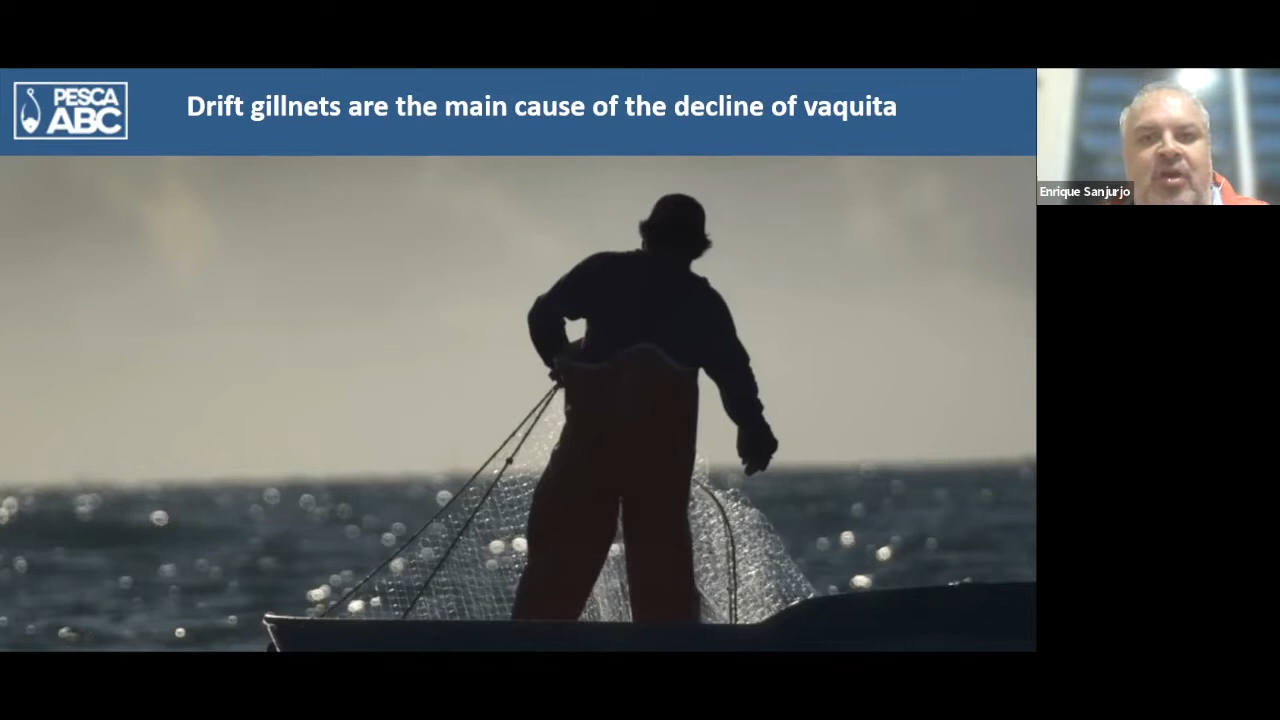 PESCA
ABC
Drift gillnets are the main cause of the decline of vaquita
Enrique Sanjurjo